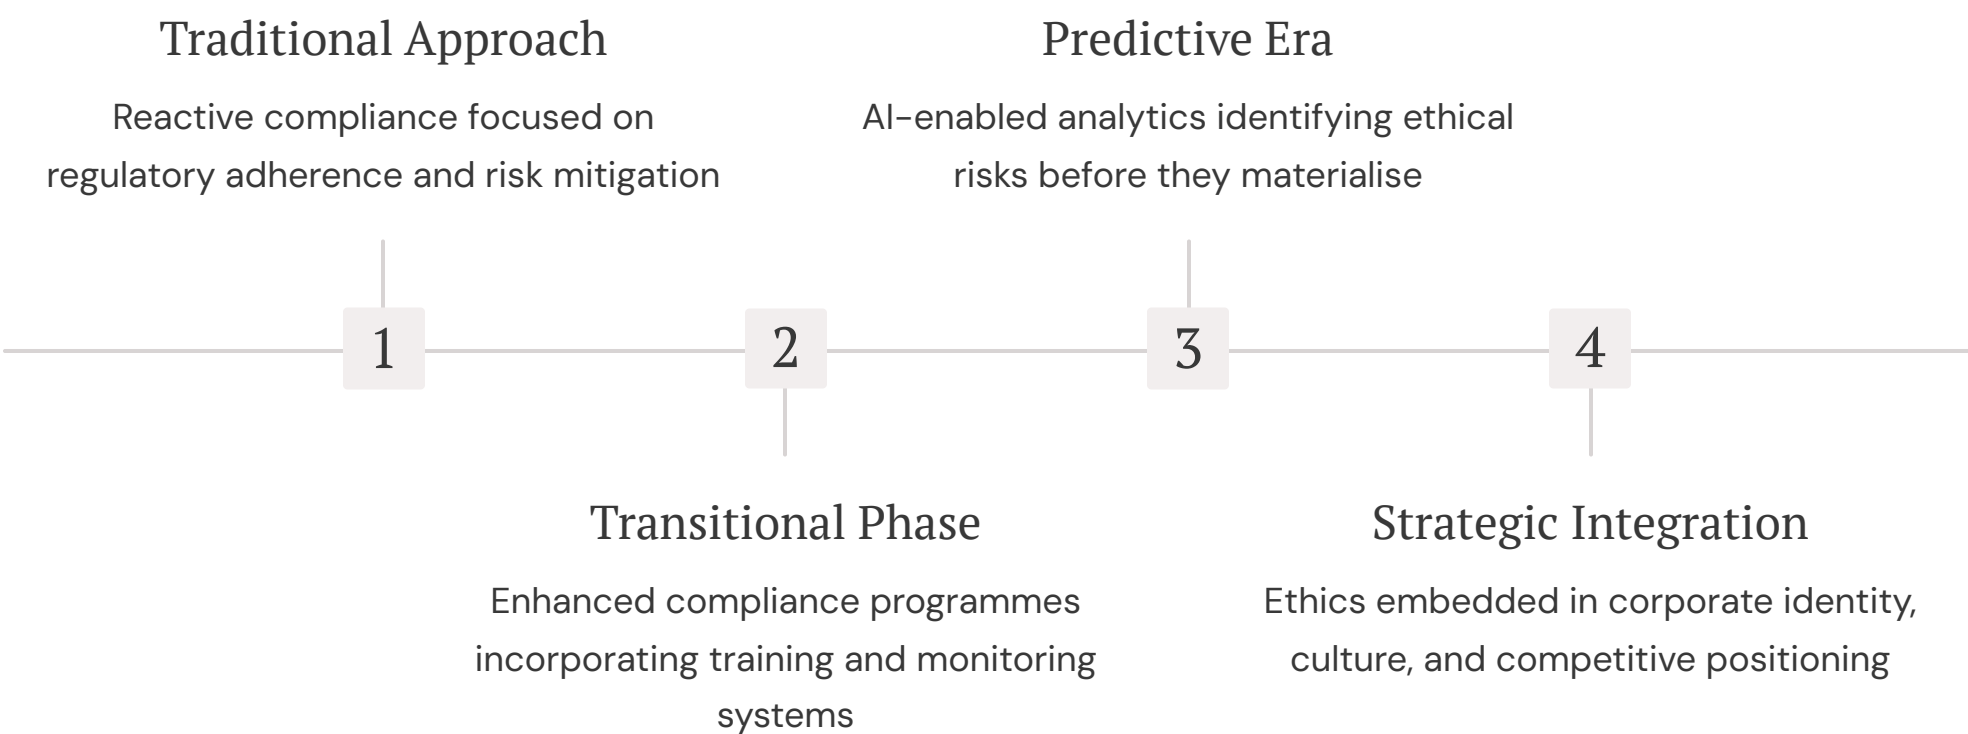 Traditional Approach
Reactive compliance focused on
regulatory adherence and risk mitigation
Predictive Era
AI-enabled analytics identifying ethical
risks before they materialise
1
2
3
4
Transitional Phase
Enhanced compliance programmes
incorporating training and monitoring
systems
Strategic Integration
Ethics embedded in corporate identity,
culture, and competitive positioning